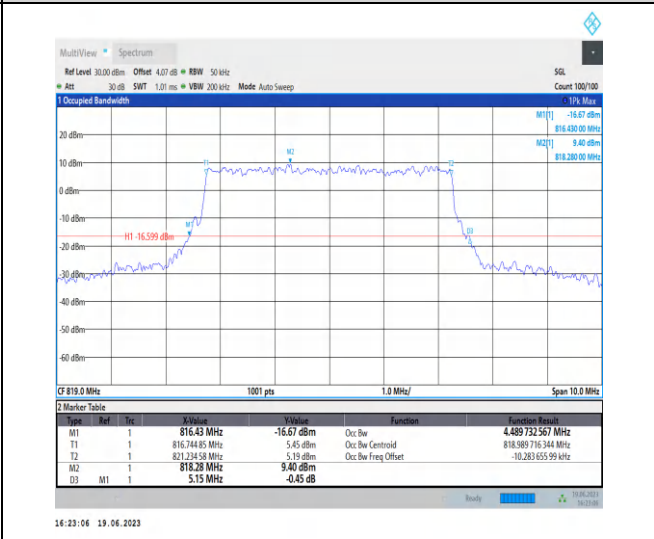 MultiView Spectrum
Ref Level 30.00 dBm Offset 4.07 dB RBW 50 kHz SGL
Att 30 dB SWT 1.01 ms VBW 200 kHz Mode Auto Sweep Count 100/100
1 Occupied Bandwidth 1Pk Max
M1[1] -16.67 dBm
816.430 00 MHz
M2[1] 9.40 dBm
818.280 00 MHz
20 dBm
M2
T1 T2
10 dBm
0 dBm
-10 dBm
M1
D3
H1 -16.599 dBm
-20 dBm
-30 dBm
-40 dBm
-50 dBm
-60 dBm
CF 819.0 MHz 1001 pts 1.0 MHz/ Span 10.0 MHz
2 Marker Table
Type Ref Trc X-Value Y-Value Function Function Result
M1 1 816.43 MHz -16.67 dBm Occ Bw 4.489 732 567 MHz
T1 1 816.744 85 MHz 5.45 dBm Occ Bw Centroid 818.989 716 344 MHz
T2 1 821.234 58 MHz 5.19 dBm Occ Bw Freq Offset -10.283 655 99 kHz
M2 1 818.28 MHz 9.40 dBm
D3 M1 1 5.15 MHz -0.45 dB
Ready 19.06.2023
16:23:06
16:23:06 19.06.2023